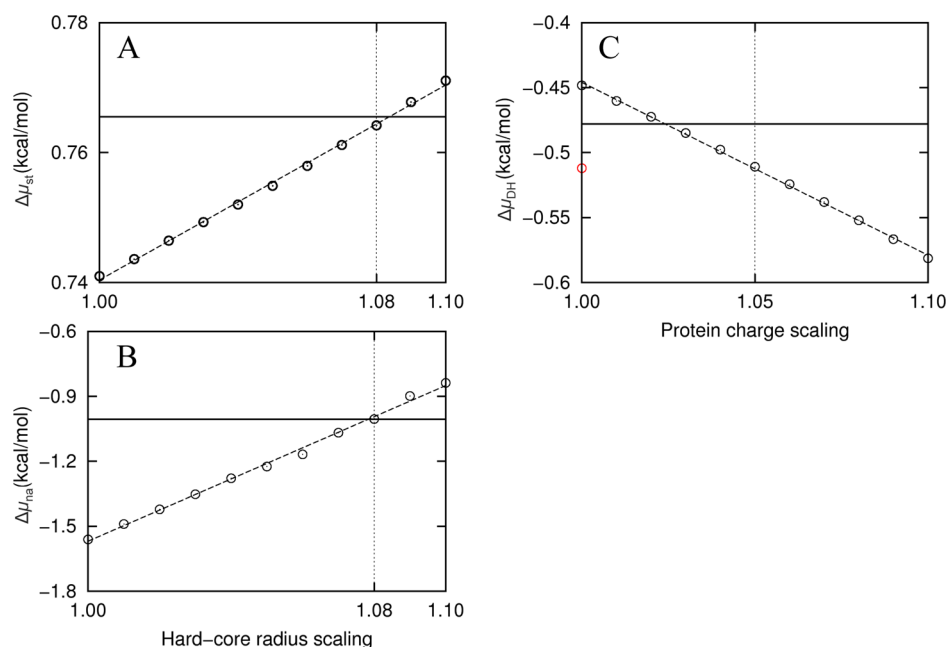 A
0.78
0.76
0.74
Δμst(kcal/mol)
1.00
1.08
1.10
B
−0.6
−0.9
−1.2
−1.5
−1.8
Δμna(kcal/mol)
1.00
1.08
1.10
Hard−core radius scaling
C
−0.4
−0.45
−0.5
−0.55
−0.6
ΔμDH(kcal/mol)
1.00
1.05
1.10
Protein charge scaling